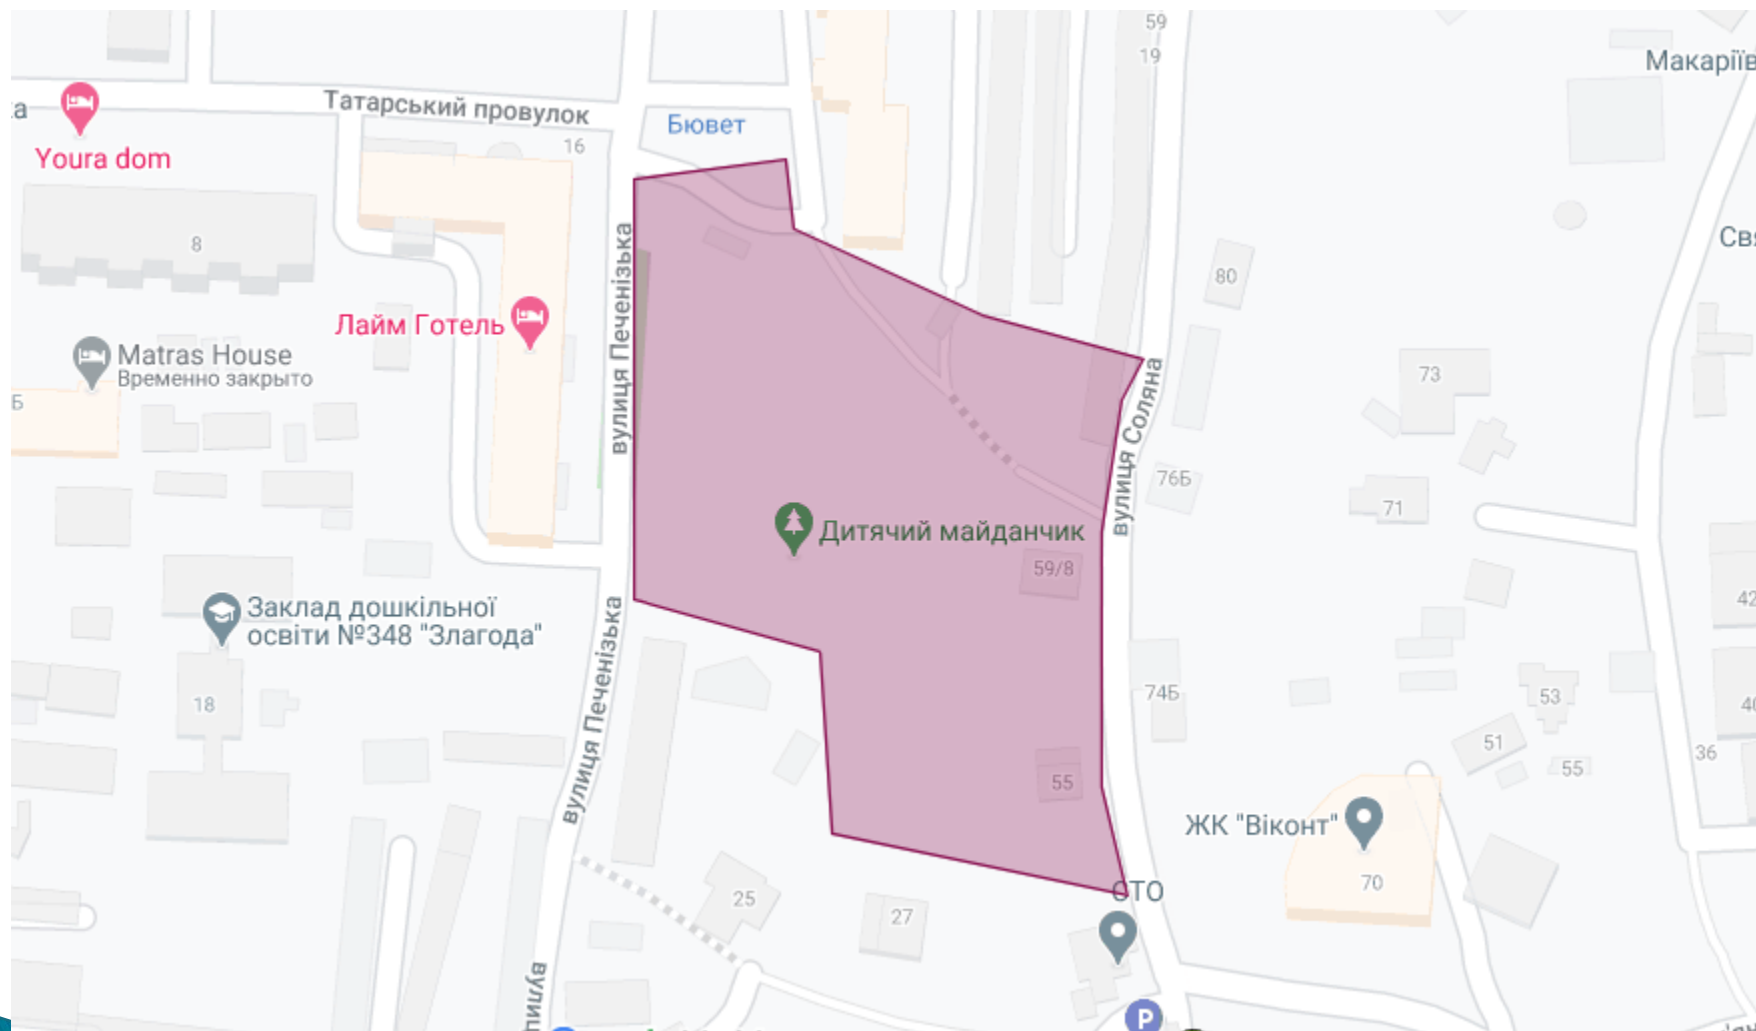 59
19
Макаріїв
Татарський провулок
а
Бювет
16
Youra dom
8
Свя
80
вулиця Печенізька
Лайм Готель
Matras House
Временно закрыто
73
Б
вулиця Соляна
76Б
71
Дитячий майданчик
59/8
42
Заклад дошкільної
освіти №348 "Злагода"
вулиця Печенізька
18
74Б
53
40
51
36
55
55
ЖК "Віконт"
70
СТО
25
27
вулиц
P